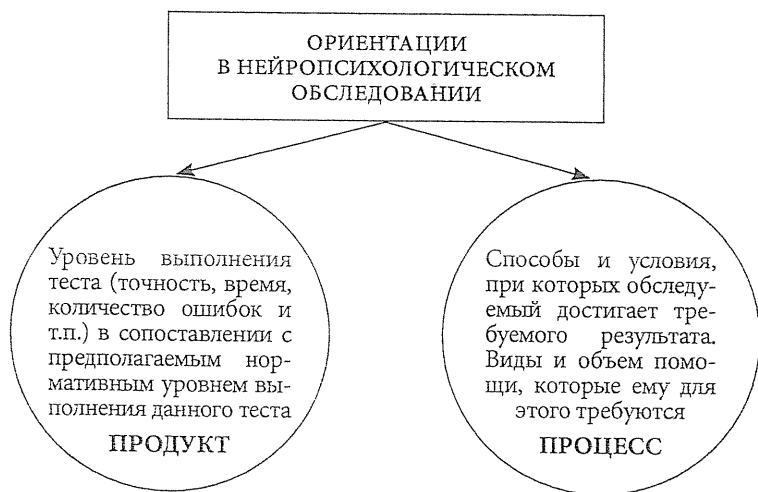 ОРИЕНТАЦИИ
В НЕЙРОПСИХОЛОГИЧЕСКОМ
ОБСЛЕДОВАНИИ
Уровень выполнения
теста (точность, время,
количество ошибок и
т.п.) в сопоставлении с
предполагаемым нор-
мативным уровнем вы-
полнения данного теста
ПРОДУКТ
Способы и условия,
при которых обследу-
емый достигает тре-
буемого результата.
Виды и объем помо-
щи, которые ему для
этого требуются
ПРОЦЕСС